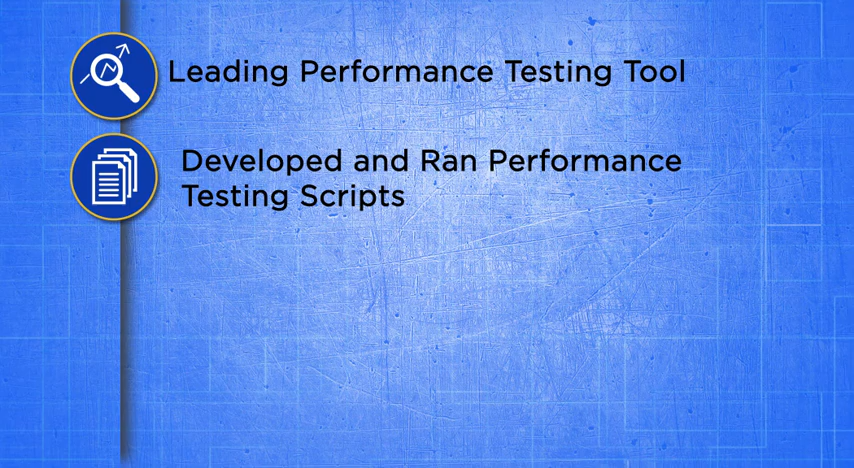 Leading Performance Testing Tool
Developed and Ran Performance
Testing Scripts